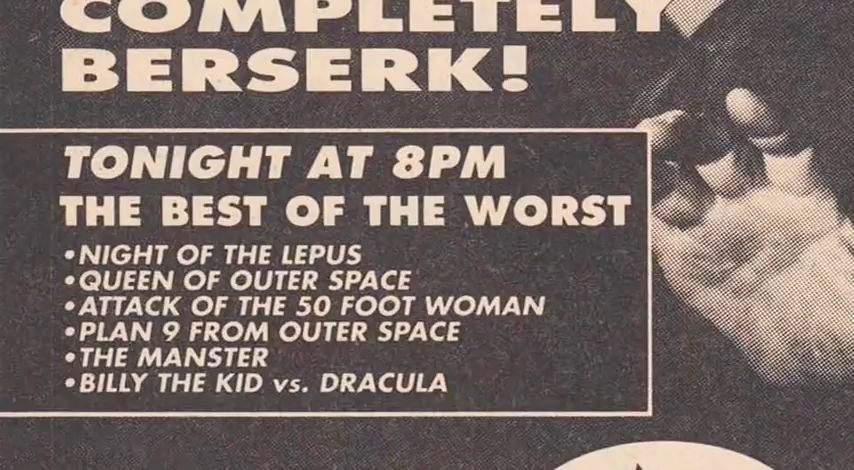 COMPLETELY
BERSERK!
TONIGHT AT 8PM
THE BEST OF THE WORST
•NIGHT OF THE LEPUS
•QUEEN OF OUTER SPACE
•ATTACK OF THE 50 FOOT WOMAN
•PLAN 9 FROM OUTER SPACE
•THE MANSTER
•BILLY THE KID vs. DRACULA